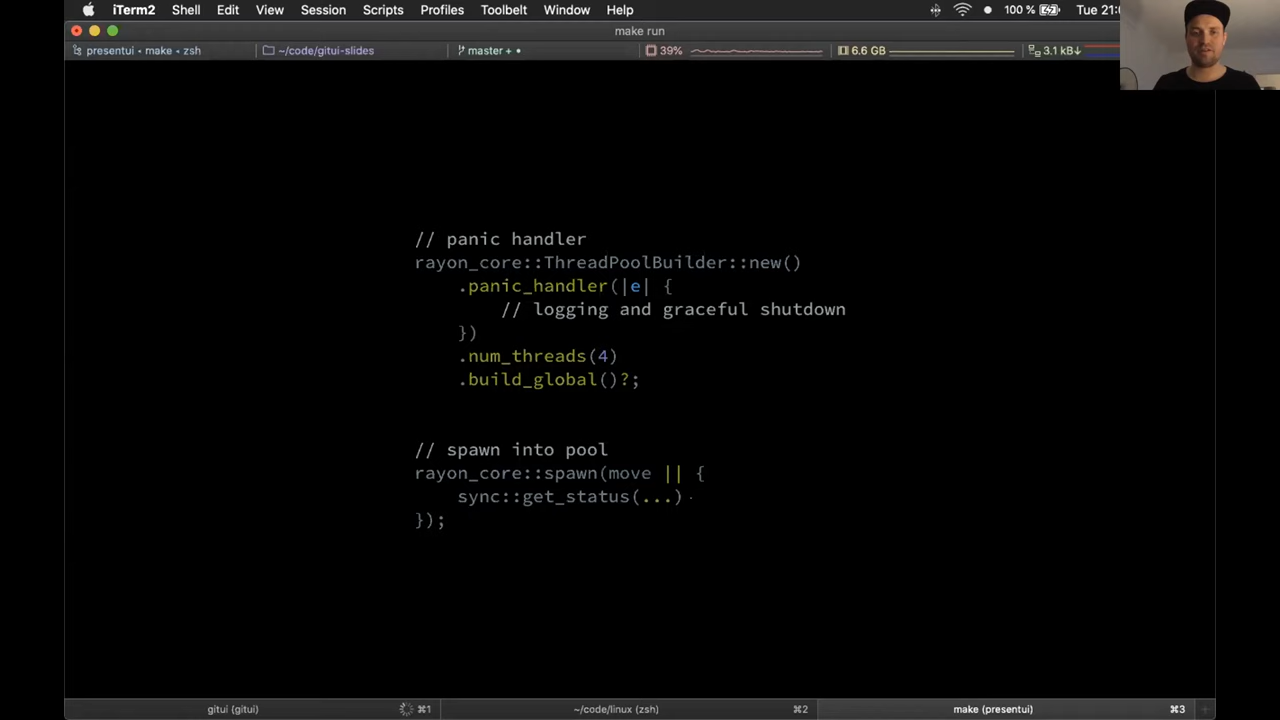 iTerm2 Shell Edit View Session Scripts Profiles Toolbelt Window Help 100 % Tue
make run
presentui • make • zsh ~/code/gitui-slides master + • 39% 6.6 GB 3.1 kB↓
// panic handler
rayon_core::ThreadPoolBuilder::new()
.panic_handler(|e| {
// logging and graceful shutdown
})
.num_threads(4)
.build_global()?;
// spawn into pool
rayon_core::spawn(move || {
sync::get_status(...)
});
gitui (gitui) ⌘1 ~/code/linux (zsh) ⌘2 make (presentui) ⌘3